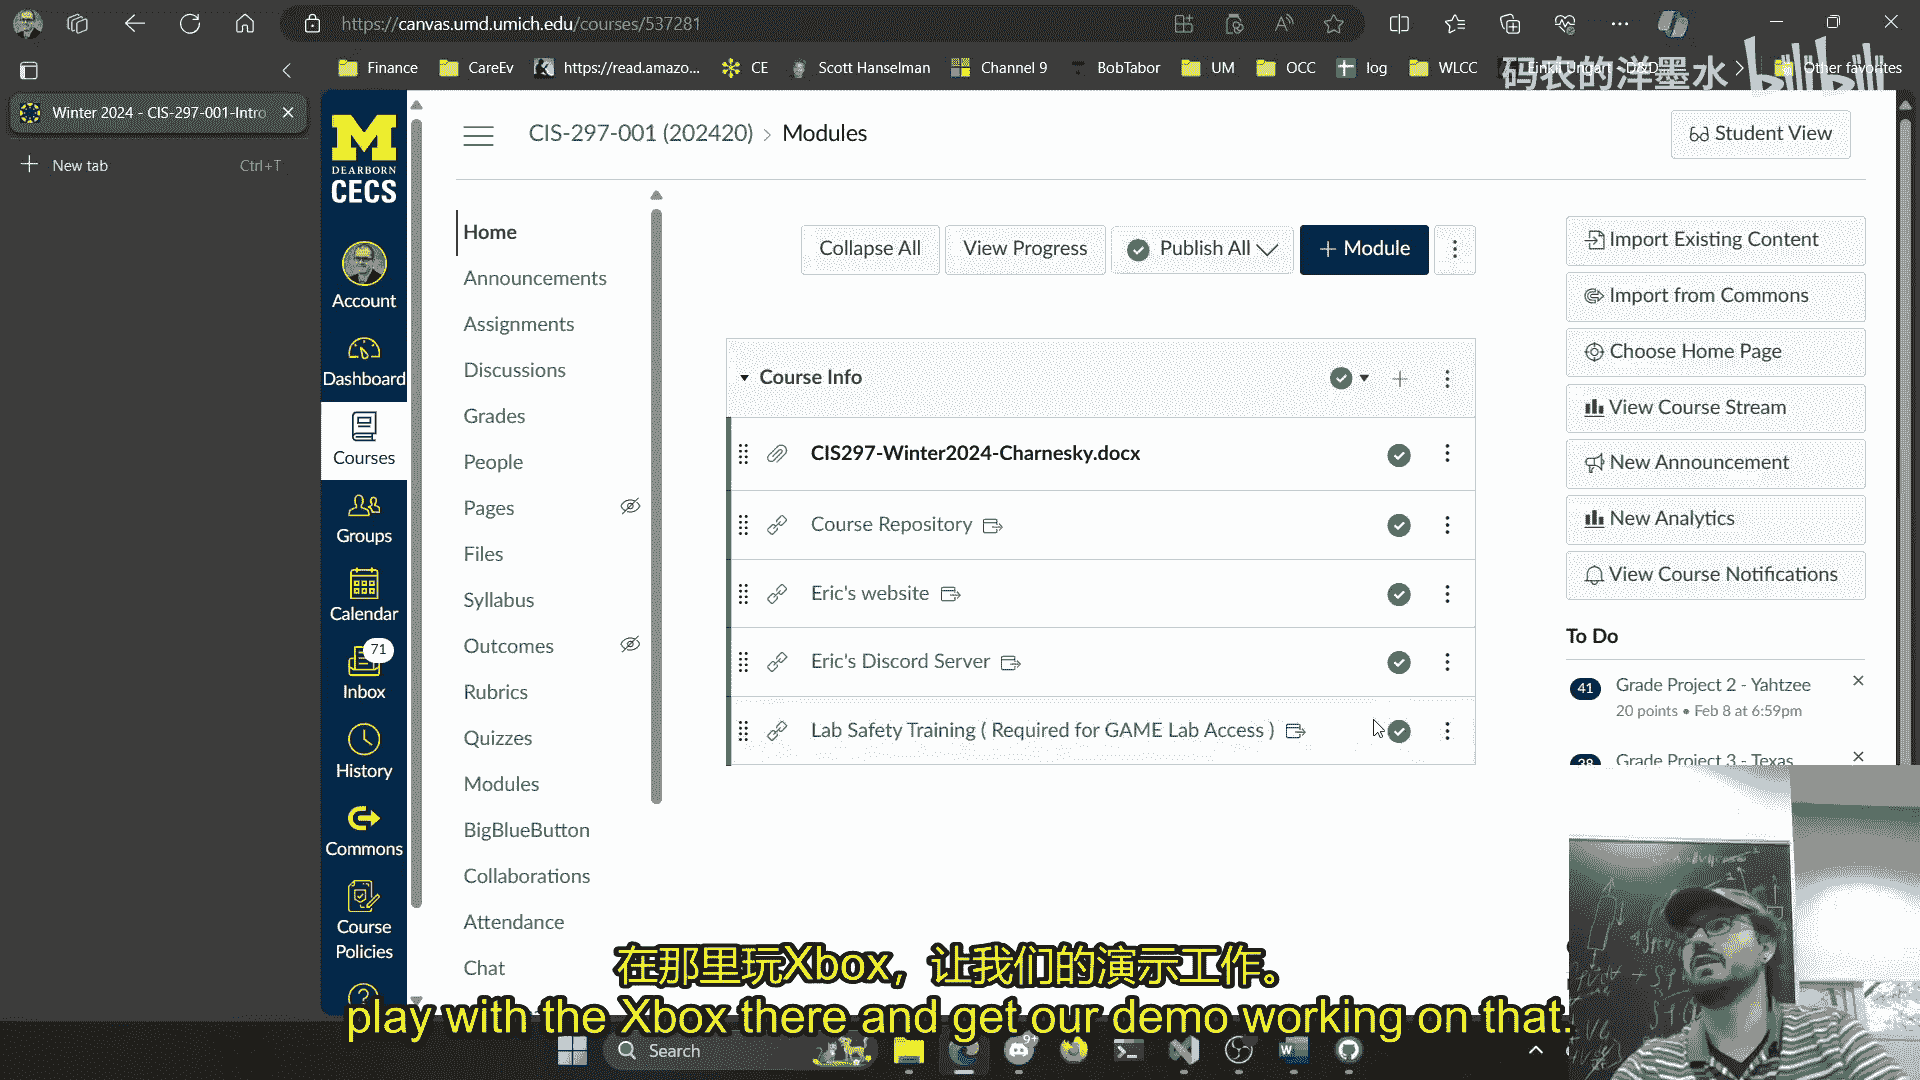 https://canvas.umd.umich.edu/courses/537281
Finance
CareEv
https://read.amazo...
CE
Scott Hanselman
Channel 9
BobTabor
UM
OCC
log
WLCC
Other favorites
码农的洋墨水
bilibili
Winter 2024 - CIS-297-001-Intro
New tab
Ctrl+T
M
DEARBORN
CECS
Account
Dashboard
Courses
Groups
Calendar
71
Inbox
History
Commons
Course
Policies
CIS-297-001 (202420) > Modules
Student View
Home
Announcements
Assignments
Discussions
Grades
People
Pages
Files
Syllabus
Outcomes
Rubrics
Quizzes
Modules
BigBlueButton
Collaborations
Attendance
Chat
Collapse All
View Progress
Publish All
+ Module
Course Info
CIS297-Winter2024-Charnesky.docx
Course Repository
Eric's website
Eric's Discord Server
Lab Safety Training ( Required for GAME Lab Access )
Import Existing Content
Import from Commons
Choose Home Page
View Course Stream
New Announcement
New Analytics
View Course Notifications
To Do
41
Grade Project 2 - Yahtzee
20 points • Feb 8 at 6:59pm
38
Grade Project 3 - Texas
在那里玩Xbox，让我们的演示工作。
play with the Xbox there and get our demo working on that.
Search
9+